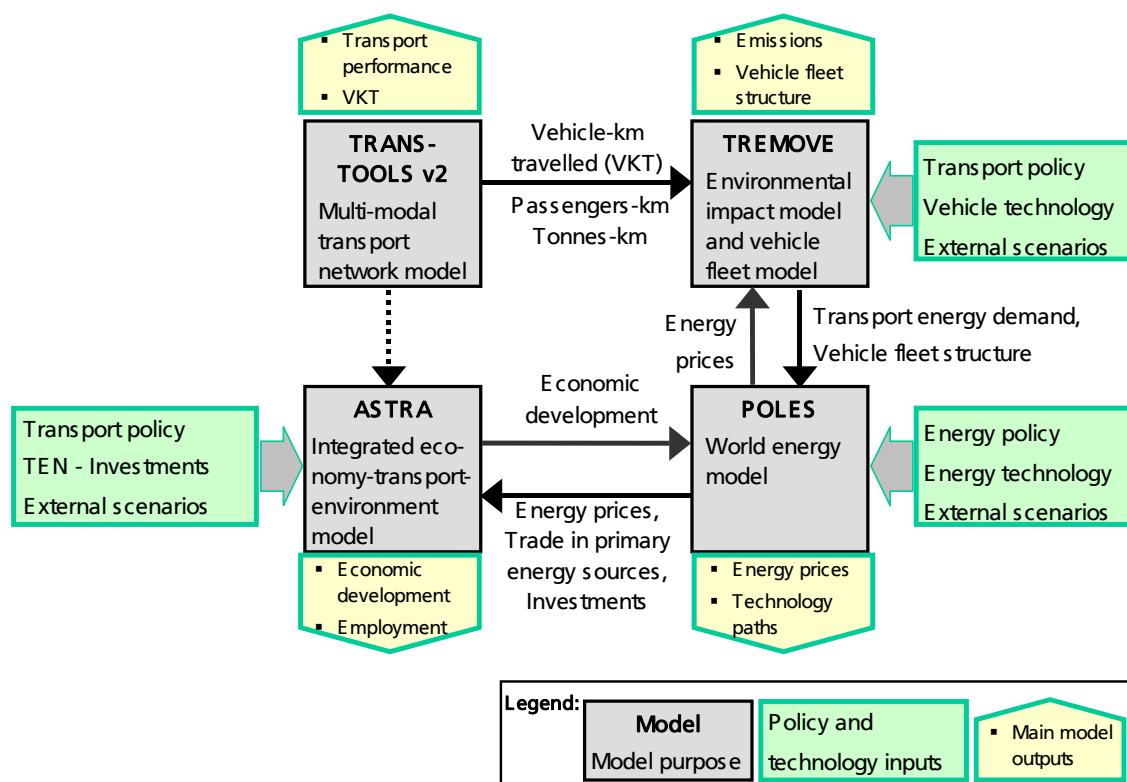 ▪ Transport
performance
▪ VKT
▪ Emissions
▪ Vehicle fleet
structure
TRANS-
TOOLS v2
Multi-modal
transport
network model
Vehicle-km
travelled (VKT)
Passengers-km
Tonnes-km
TREMOVE
Environmental
impact model
and vehicle
fleet model
Transport policy
Vehicle technology
External scenarios
Energy
prices
Transport energy demand,
Vehicle fleet structure
Transport policy
TEN - Investments
External scenarios
ASTRA
Integrated eco-
nomy-transport-
environment
model
Economic
development
Energy prices,
Trade in primary
energy sources,
Investments
POLES
World energy
model
Energy policy
Energy technology
External scenarios
▪ Economic
development
▪ Employment
▪ Energy prices
▪ Technology
paths
Legend:
Model
Model purpose
Policy and
technology inputs
▪ Main model
outputs